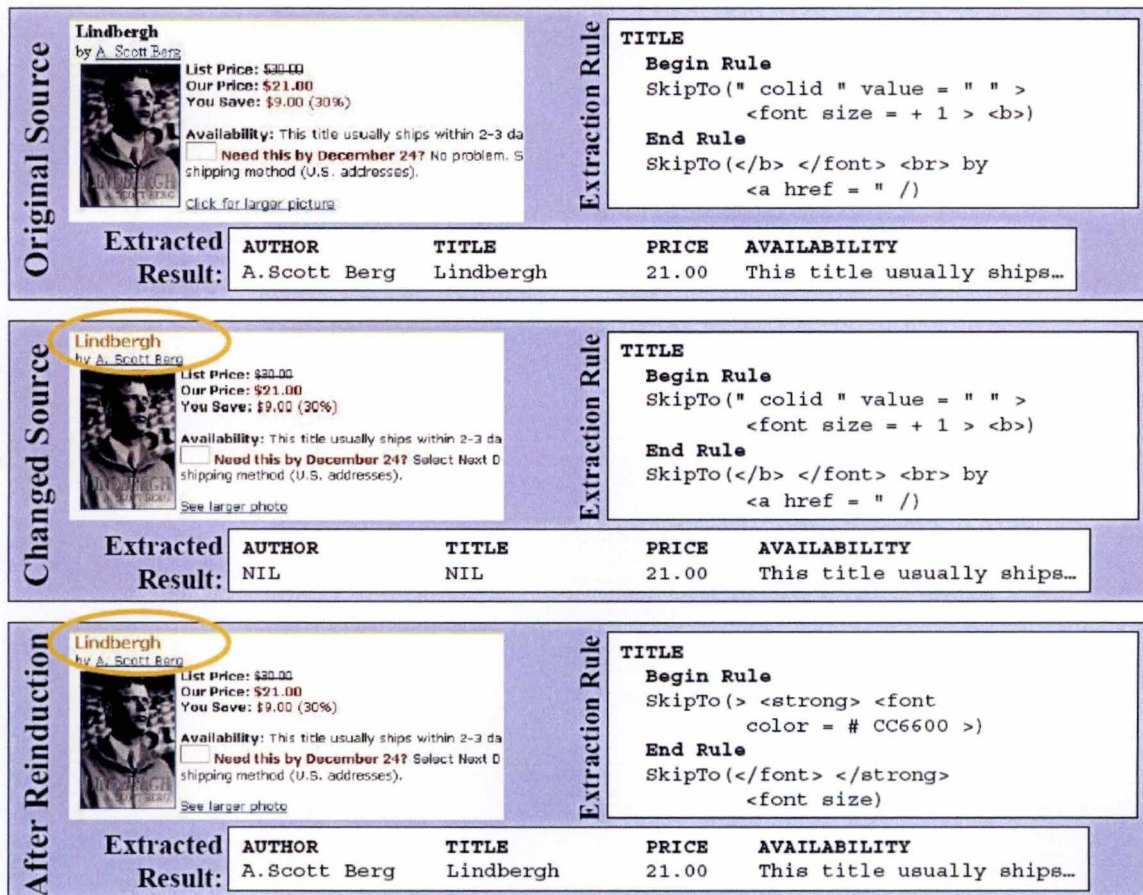 Original Source
Lindbergh
by A. Scott Berg
List Price: $30.00
Our Price: $21.00
You Save: $9.00 (30%)
Availability: This title usually ships within 2-3 da
Need this by December 24? No problem. S
shipping method (U.S. addresses).
LINDBERGH
A. SCOTT BERG
Click for larger picture
Extraction Rule
TITLE
Begin Rule
SkipTo(" colid " value = " " >
<font size = + 1 > <b>)
End Rule
SkipTo(</b> </font> <br> by
<a href = " /)
Extracted
Result:
AUTHOR TITLE PRICE AVAILABILITY
A.Scott Berg Lindbergh 21.00 This title usually ships…
Changed Source
Lindbergh
by A. Scott Berg
List Price: $30.00
Our Price: $21.00
You Save: $9.00 (30%)
Availability: This title usually ships within 2-3 da
Need this by December 24? Select Next D
shipping method (U.S. addresses).
LINDBERGH
A. SCOTT BERG
See larger photo
Extraction Rule
TITLE
Begin Rule
SkipTo(" colid " value = " " >
<font size = + 1 > <b>)
End Rule
SkipTo(</b> </font> <br> by
<a href = " /)
Extracted
Result:
AUTHOR TITLE PRICE AVAILABILITY
NIL NIL 21.00 This title usually ships…
After Reinduction
Lindbergh
by A. Scott Berg
List Price: $30.00
Our Price: $21.00
You Save: $9.00 (30%)
Availability: This title usually ships within 2-3 da
Need this by December 24? Select Next D
shipping method (U.S. addresses).
LINDBERGH
A. SCOTT BERG
See larger photo
Extraction Rule
TITLE
Begin Rule
SkipTo(> <strong> <font
color = # CC6600 >)
End Rule
SkipTo(</font> </strong>
<font size)
Extracted
Result:
AUTHOR TITLE PRICE AVAILABILITY
A.Scott Berg Lindbergh 21.00 This title usually ships…